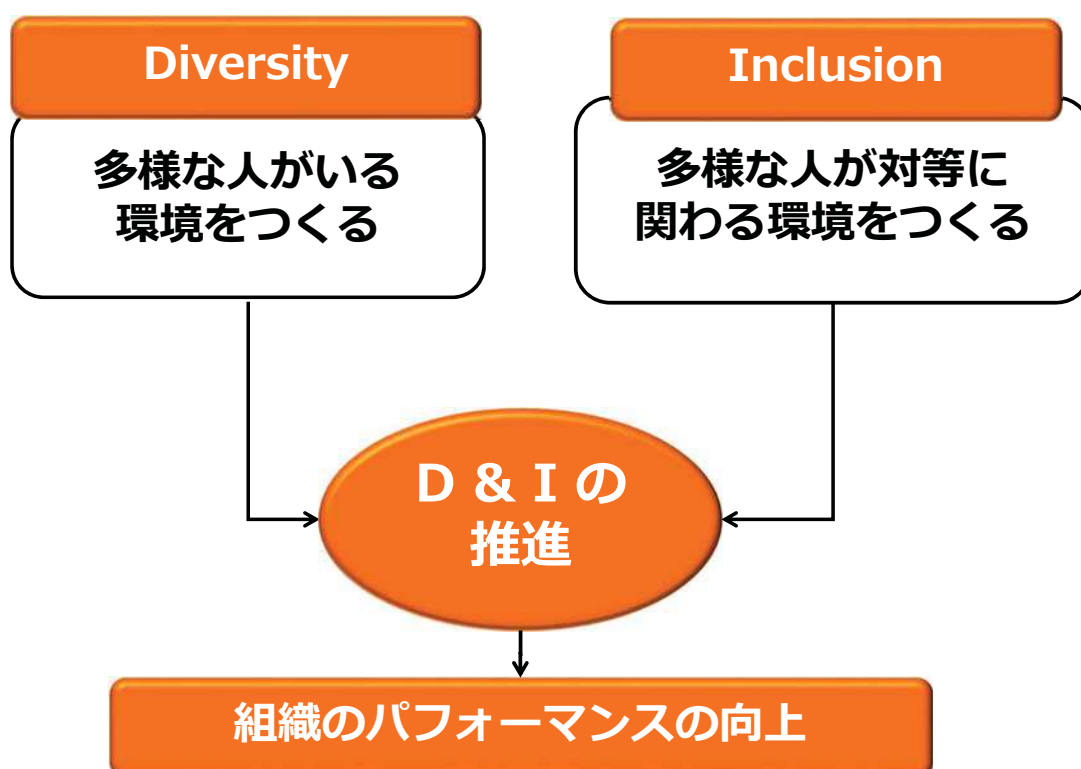 Diversity
多様な人がいる
環境をつくる
Inclusion
多様な人が対等に
関わる環境をつくる
D & I の
推進
組織のパフォーマンスの向上